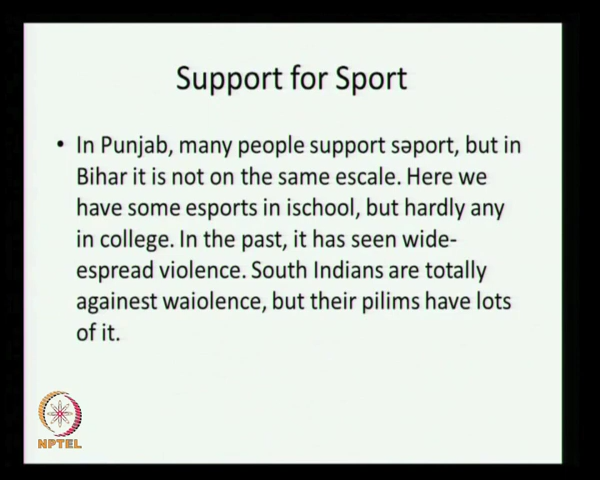 Support for Sport
• In Punjab, many people support səport, but in
Bihar it is not on the same escale. Here we
have some esports in ischool, but hardly any
in college. In the past, it has seen wide-
espread violence. South Indians are totally
againest waiolence, but their pilims have lots
of it.
NPTEL